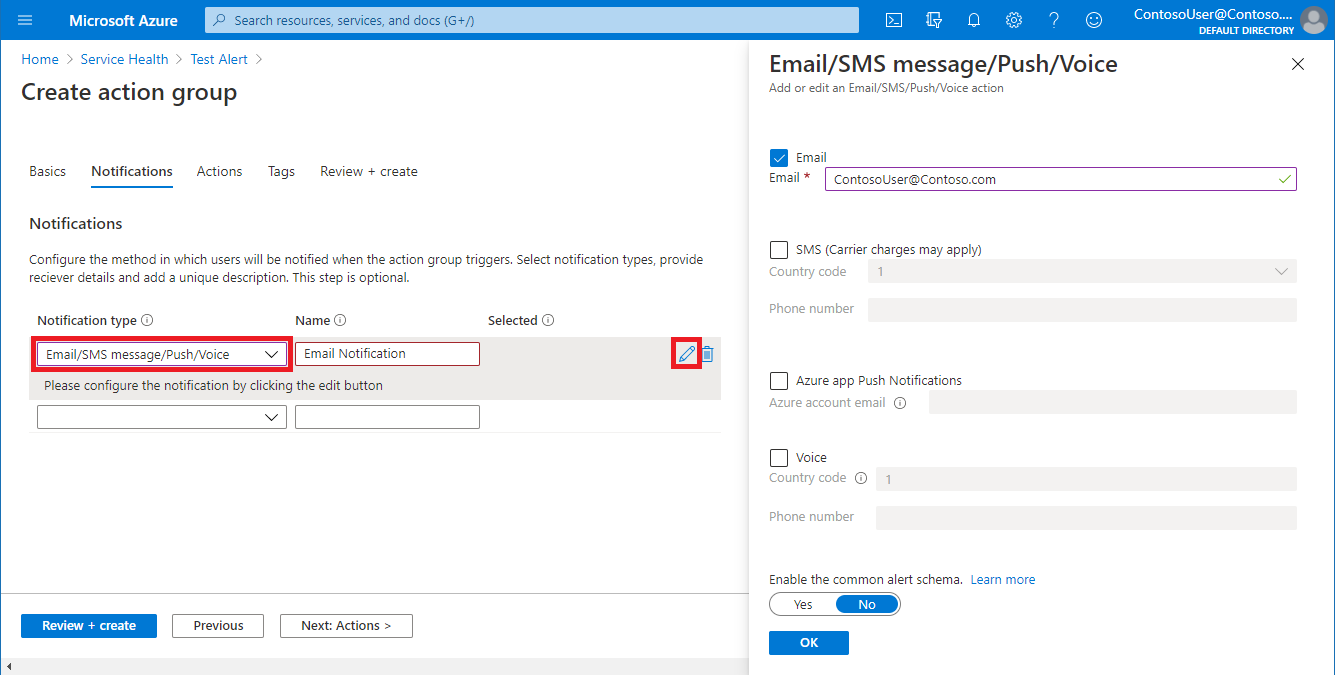 Microsoft Azure
Search resources, services, and docs (G+/)
ContosoUser@Contoso....
DEFAULT DIRECTORY
Home > Service Health > Test Alert >
Create action group
Basics Notifications Actions Tags Review + create
Notifications
Configure the method in which users will be notified when the action group triggers. Select notification types, provide
reciever details and add a unique description. This step is optional.
Notification type Name Selected
Email/SMS message/Push/Voice Email Notification
Please configure the notification by clicking the edit button
Review + create Previous Next: Actions >
Email/SMS message/Push/Voice
Add or edit an Email/SMS/Push/Voice action
Email
Email * ContosoUser@Contoso.com
SMS (Carrier charges may apply)
Country code 1
Phone number
Azure app Push Notifications
Azure account email
Voice
Country code 1
Phone number
Enable the common alert schema. Learn more
Yes No
OK